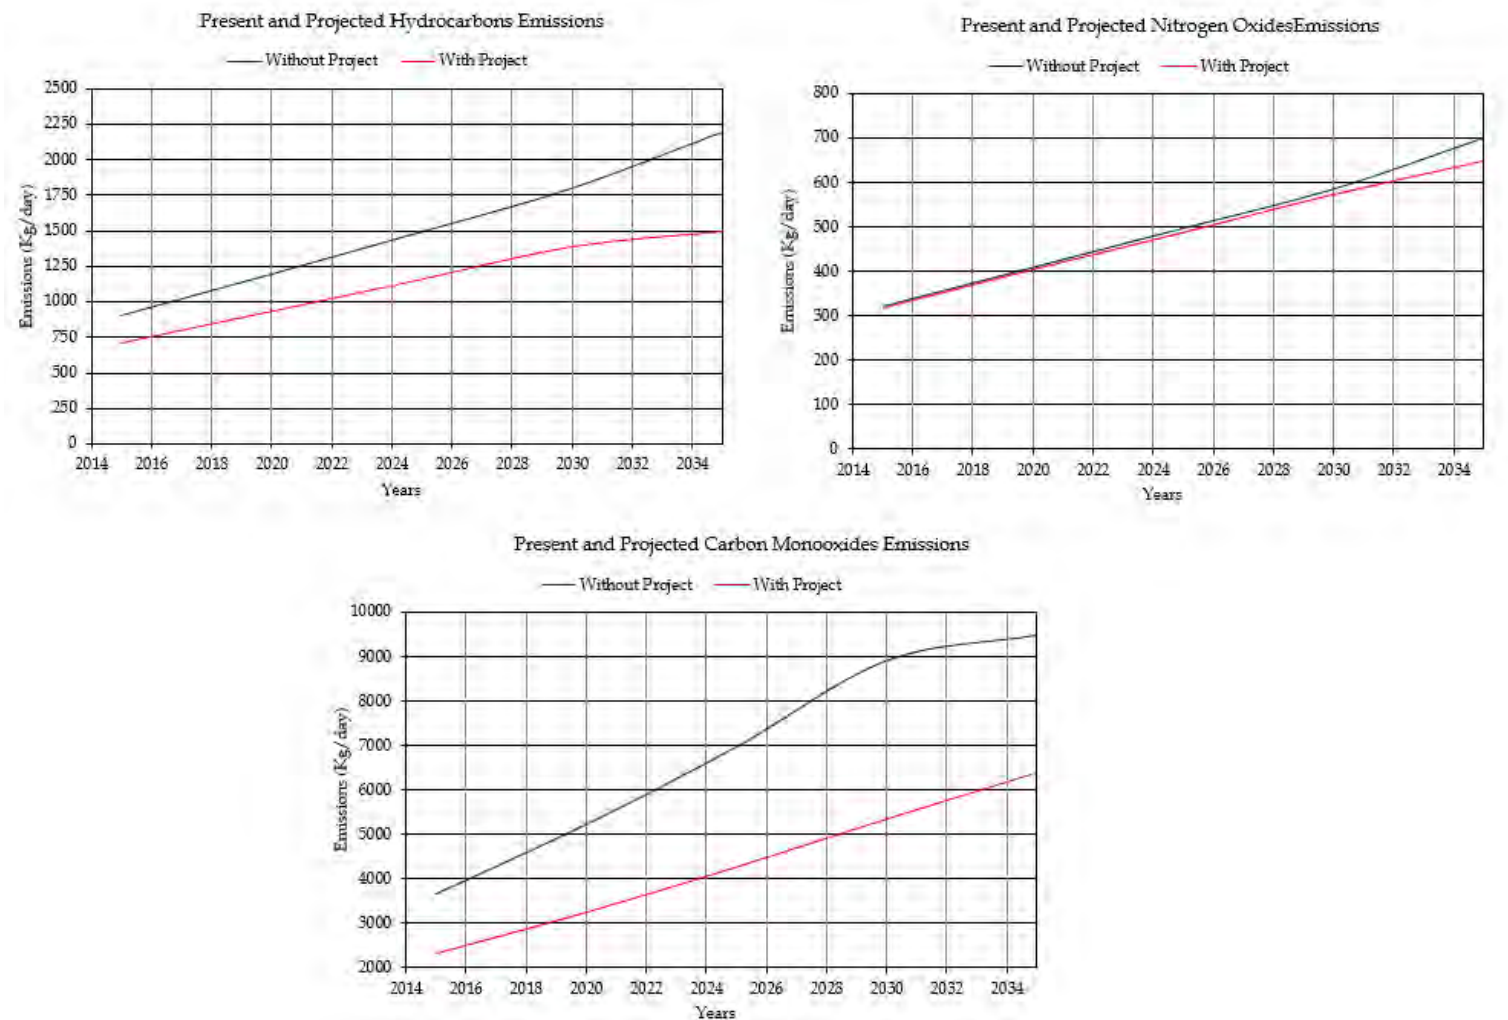 Present and Projected Hydrocarbons Emissions
Without Project With Project
2500
2250
2000
1750
1500
1250
1000
750
500
250
0
Emissions (Kg/day)
2014 2016 2018 2020 2022 2024 2026 2028 2030 2032 2034
Years
Present and Projected Nitrogen OxidesEmissions
Without Project With Project
800
700
600
500
400
300
200
100
0
Emissions (Kg/day)
2014 2016 2018 2020 2022 2024 2026 2028 2030 2032 2034
Years
Present and Projected Carbon Monooxides Emissions
Without Project With Project
10000
9000
8000
7000
6000
5000
4000
3000
2000
Emissions (Kg/day)
2014 2016 2018 2020 2022 2024 2026 2028 2030 2032 2034
Years